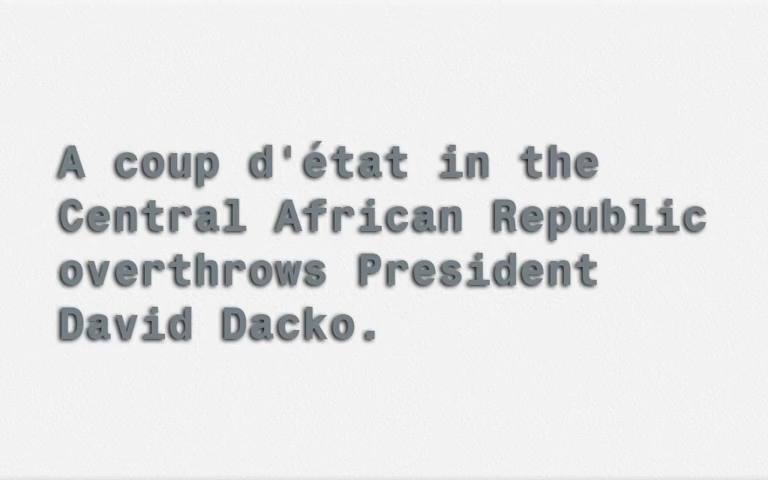 A coup d'état in the
Central African Republic
overthrows President
David Dacko.